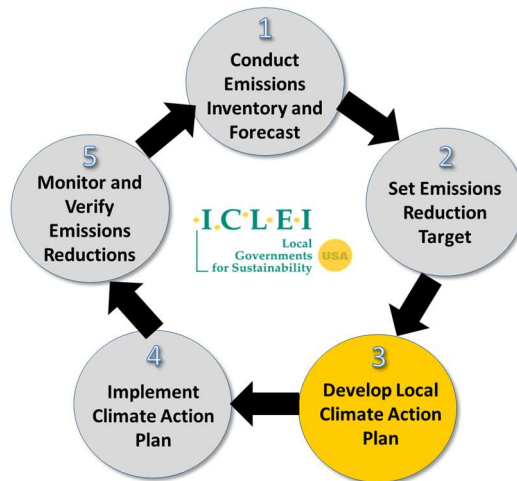 1
Conduct
Emissions
Inventory and
Forecast
2
Set Emissions
Reduction
Target
3
Develop Local
Climate Action
Plan
4
Implement
Climate Action
Plan
5
Monitor and
Verify
Emissions
Reductions
·I·C·L·E·I
Local
Governments
for Sustainability
USA